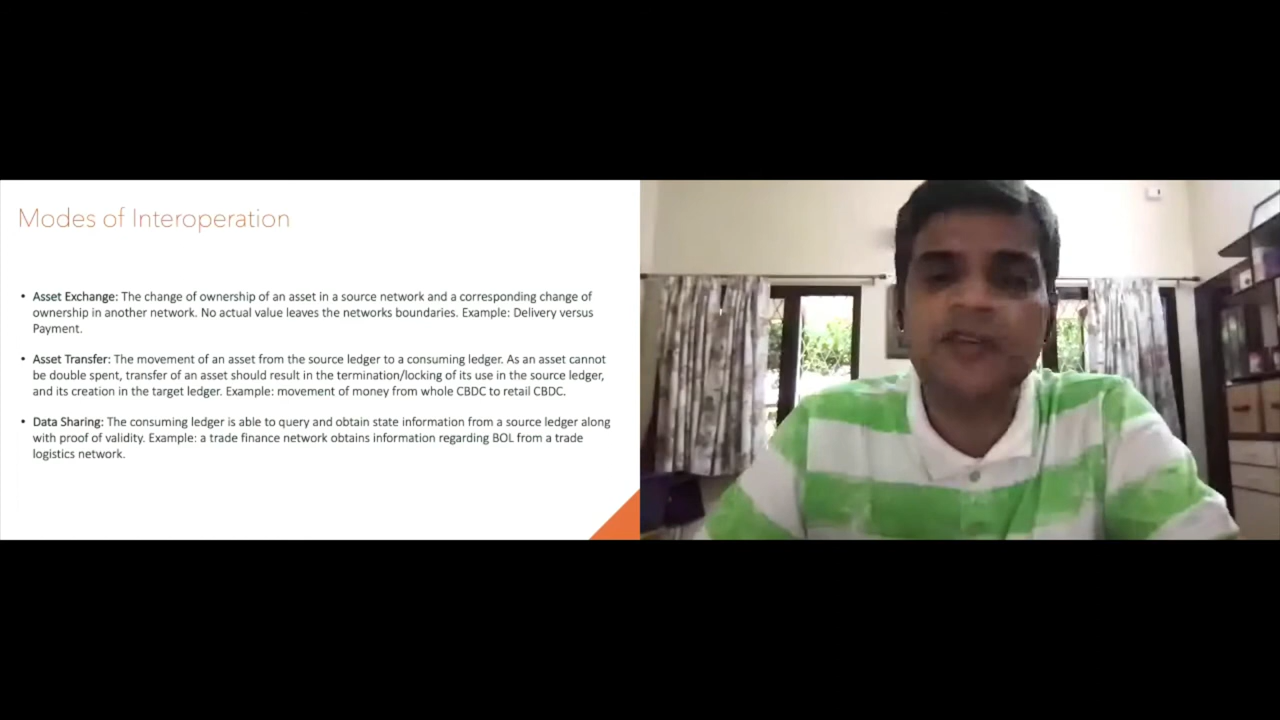 Modes of Interoperation
• Asset Exchange: The change of ownership of an asset in a source network and a corresponding change of
ownership in another network. No actual value leaves the networks boundaries. Example: Delivery versus
Payment.
• Asset Transfer: The movement of an asset from the source ledger to a consuming ledger. As an asset cannot
be double spent, transfer of an asset should result in the termination/locking of its use in the source ledger,
and its creation in the target ledger. Example: movement of money from whole CBDC to retail CBDC.
• Data Sharing: The consuming ledger is able to query and obtain state information from a source ledger along
with proof of validity. Example: a trade finance network obtains information regarding BOL from a trade
logistics network.